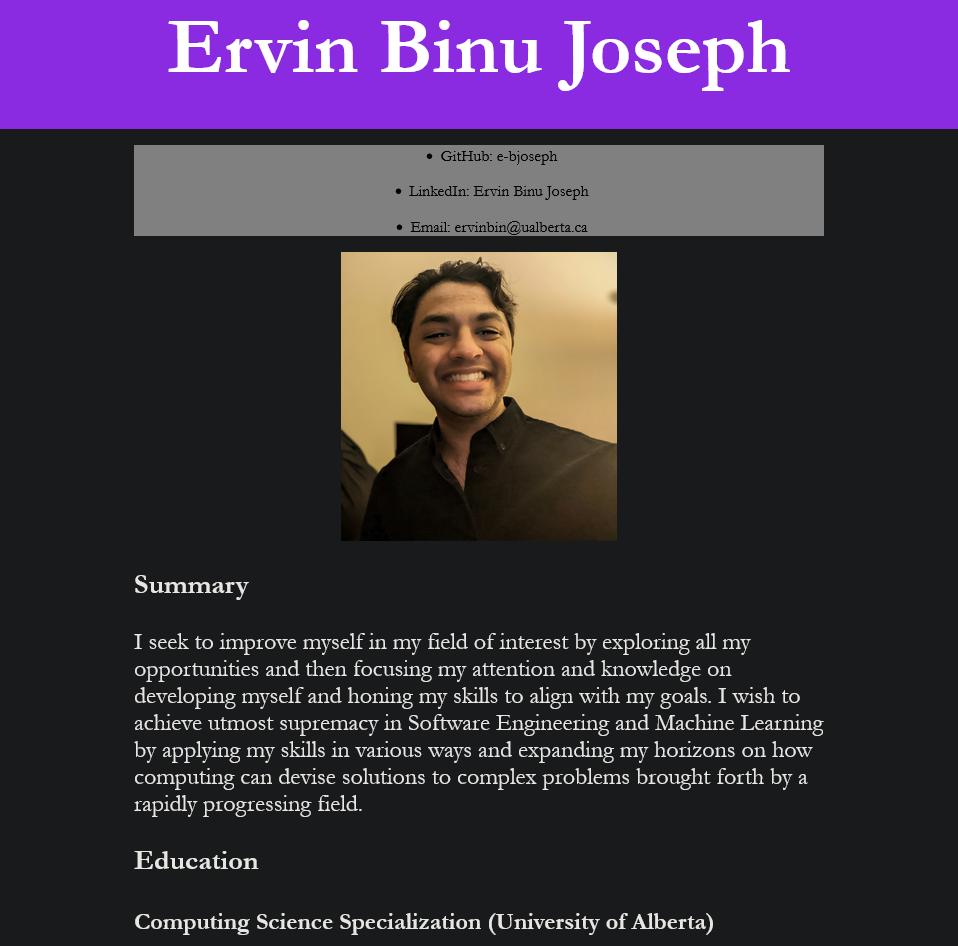 Ervin Binu Joseph
• GitHub: e-bjoseph
• LinkedIn: Ervin Binu Joseph
• Email: ervinbin@ualberta.ca
Summary
I seek to improve myself in my field of interest by exploring all my
opportunities and then focusing my attention and knowledge on
developing myself and honing my skills to align with my goals. I wish to
achieve utmost supremacy in Software Engineering and Machine Learning
by applying my skills in various ways and expanding my horizons on how
computing can devise solutions to complex problems brought forth by a
rapidly progressing field.
Education
Computing Science Specialization (University of Alberta)